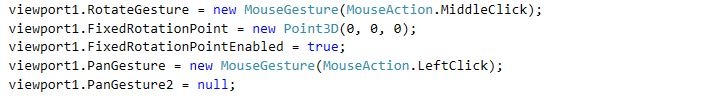 viewport1.RotateGesture = new MouseGesture(MouseAction.MiddleClick);
viewport1.FixedRotationPoint = new Point3D(0, 0, 0);
viewport1.FixedRotationPointEnabled = true;
viewport1.PanGesture = new MouseGesture(MouseAction.LeftClick);
viewport1.PanGesture2 = null;